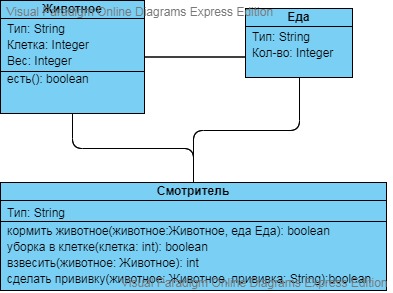 Животное
Visual Paradigm Online Diagrams Express Edition
Тип: String
Клетка: Integer
Вес: Integer
есть(): boolean
Еда
Тип: String
Кол-во: Integer
Смотритель
Тип: String
кормить животное(животное:Животное, еда Еда): boolean
уборка в клетке(клетка: int): boolean
взвесить(животное: Животное): int
сделать прививку(животное: Животное, прививка: String):boolean
Visual Paradigm Online Diagrams Express Edition